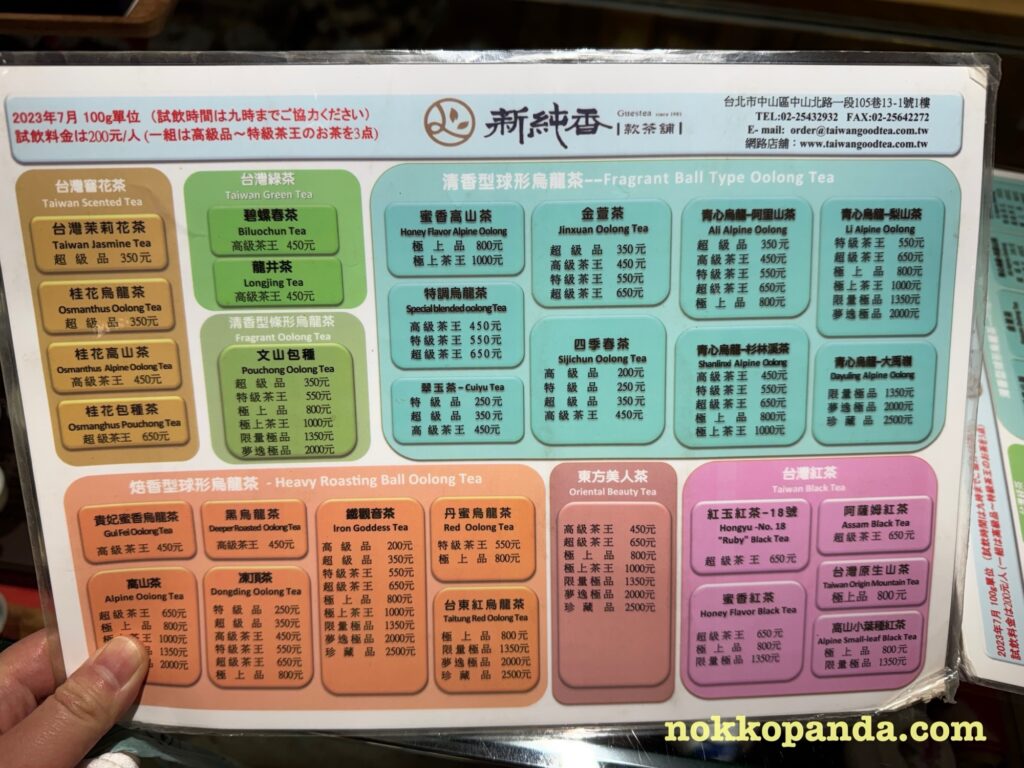 2023年7月 100g單位 (試飲時間は九時までご協力ください)
試飲料金は200元/人(一組は高級品～特級茶王のお茶を3点)
新純香
Guestea since 1985
款茶舖
台北市中山區中山北路一段105巷13-1號1樓
TEL:02-25432932 FAX:02-25642272
E- mail: order@taiwangoodtea.com.tw
網路店舖：www.taiwangoodtea.com.tw
台灣窨花茶
Taiwan Scented Tea
台灣茉莉花茶
Taiwan Jasmine Tea
超級品 350元
桂花烏龍茶
Osmanthus Oolong Tea
超級品 350元
桂花高山茶
Osmanthus Alpine Oolong Tea
高級茶王 450元
桂花包種茶
Osmanghus Pouchong Tea
超級茶王 650元
台灣綠茶
Taiwan Green Tea
碧螺春茶
Biluochun Tea
高級茶王 450元
龍井茶
Longjing Tea
高級茶王 450元
清香型條形烏龍茶
Fragrant Oolong Tea
文山包種
Pouchong Oolong Tea
超級品 350元
特級茶王 550元
極上品 800元
極上茶王 1000元
限量極品 1350元
夢逸極品 2000元
清香型球形烏龍茶---Fragrant Ball Type Oolong Tea
蜜香高山茶
Honey Flavor Alpine Oolong
極上品 800元
極上茶王 1000元
特調烏龍茶
Special blended oolong Tea
高級茶王 450元
特級茶王 550元
超級茶王 650元
翠玉茶-Cuiyu Tea
特級品 250元
超級品 350元
高級茶王 450元
金萱茶
Jinxuan Oolong Tea
超級品 350元
高級茶王 450元
特級茶王 550元
超級茶王 650元
四季春茶
Sijichun Oolong Tea
高級品 200元
特級品 250元
超級品 350元
高級茶王 450元
青心烏龍-阿里山茶
Ali Alpine Oolong
超級品 350元
高級茶王 450元
特級茶王 550元
超級茶王 650元
極上品 800元
青心烏龍-杉林溪茶
Shanlinxi Alpine Oolong
高級茶王 450元
特級茶王 550元
超級茶王 650元
極上品 800元
極上茶王 1000元
青心烏龍-梨山茶
Li Alpine Oolong
特級茶王 550元
超級茶王 650元
極上品 800元
極上茶王 1000元
限量極品 1350元
夢逸極品 2000元
青心烏龍-大禹嶺
Dayuling Alpine Oolong
限量極品 1350元
夢逸極品 2000元
珍藏品 2500元
焙香型球形烏龍茶 - Heavy Roasting Ball Oolong Tea
貴妃蜜香烏龍茶
Gui Fei Oolong Tea
高級茶王 450元
高山茶
Alpine Oolong Tea
超級茶王 650元
極上品 800元
1000元
1350元
2000元
黑烏龍茶
Deeper Roasted Oolong Tea
高級茶王 450元
凍頂茶
Dongding Oolong Tea
特級品 250元
超級品 350元
高級茶王 450元
特級茶王 550元
超級茶王 650元
極上品 800元
鐵觀音茶
Iron Goddess Tea
高級品 200元
超級品 350元
特級茶王 550元
超級茶王 650元
極上品 800元
極上茶王 1000元
限量極品 1350元
夢逸極品 2000元
珍藏品 2500元
丹蜜烏龍茶
Red Oolong Tea
特級茶王 550元
極上品 800元
台東紅烏龍茶
Taitung Red Oolong Tea
極上品 800元
限量極品 1350元
夢逸極品 2000元
珍藏品 2500元
東方美人茶
Oriental Beauty Tea
高級茶王 450元
超級茶王 650元
極上品 800元
極上茶王 1000元
限量極品 1350元
夢逸極品 2000元
珍藏品 2500元
台灣紅茶
Taiwan Black Tea
紅玉紅茶-18號
Hongyu -No. 18
"Ruby" Black Tea
超級茶王 650元
蜜香紅茶
Honey Flavor Black Tea
超級茶王 650元
極上品 800元
限量極品 1350元
阿薩姆紅茶
Assam Black Tea
超級茶王 650元
台灣原生山茶
Taiwan Origin Mountain Tea
極上品 800元
高山小葉種紅茶
Alpine Small-leaf Black Tea
極上品 800元
限量極品 1350元
nokkopanda.com